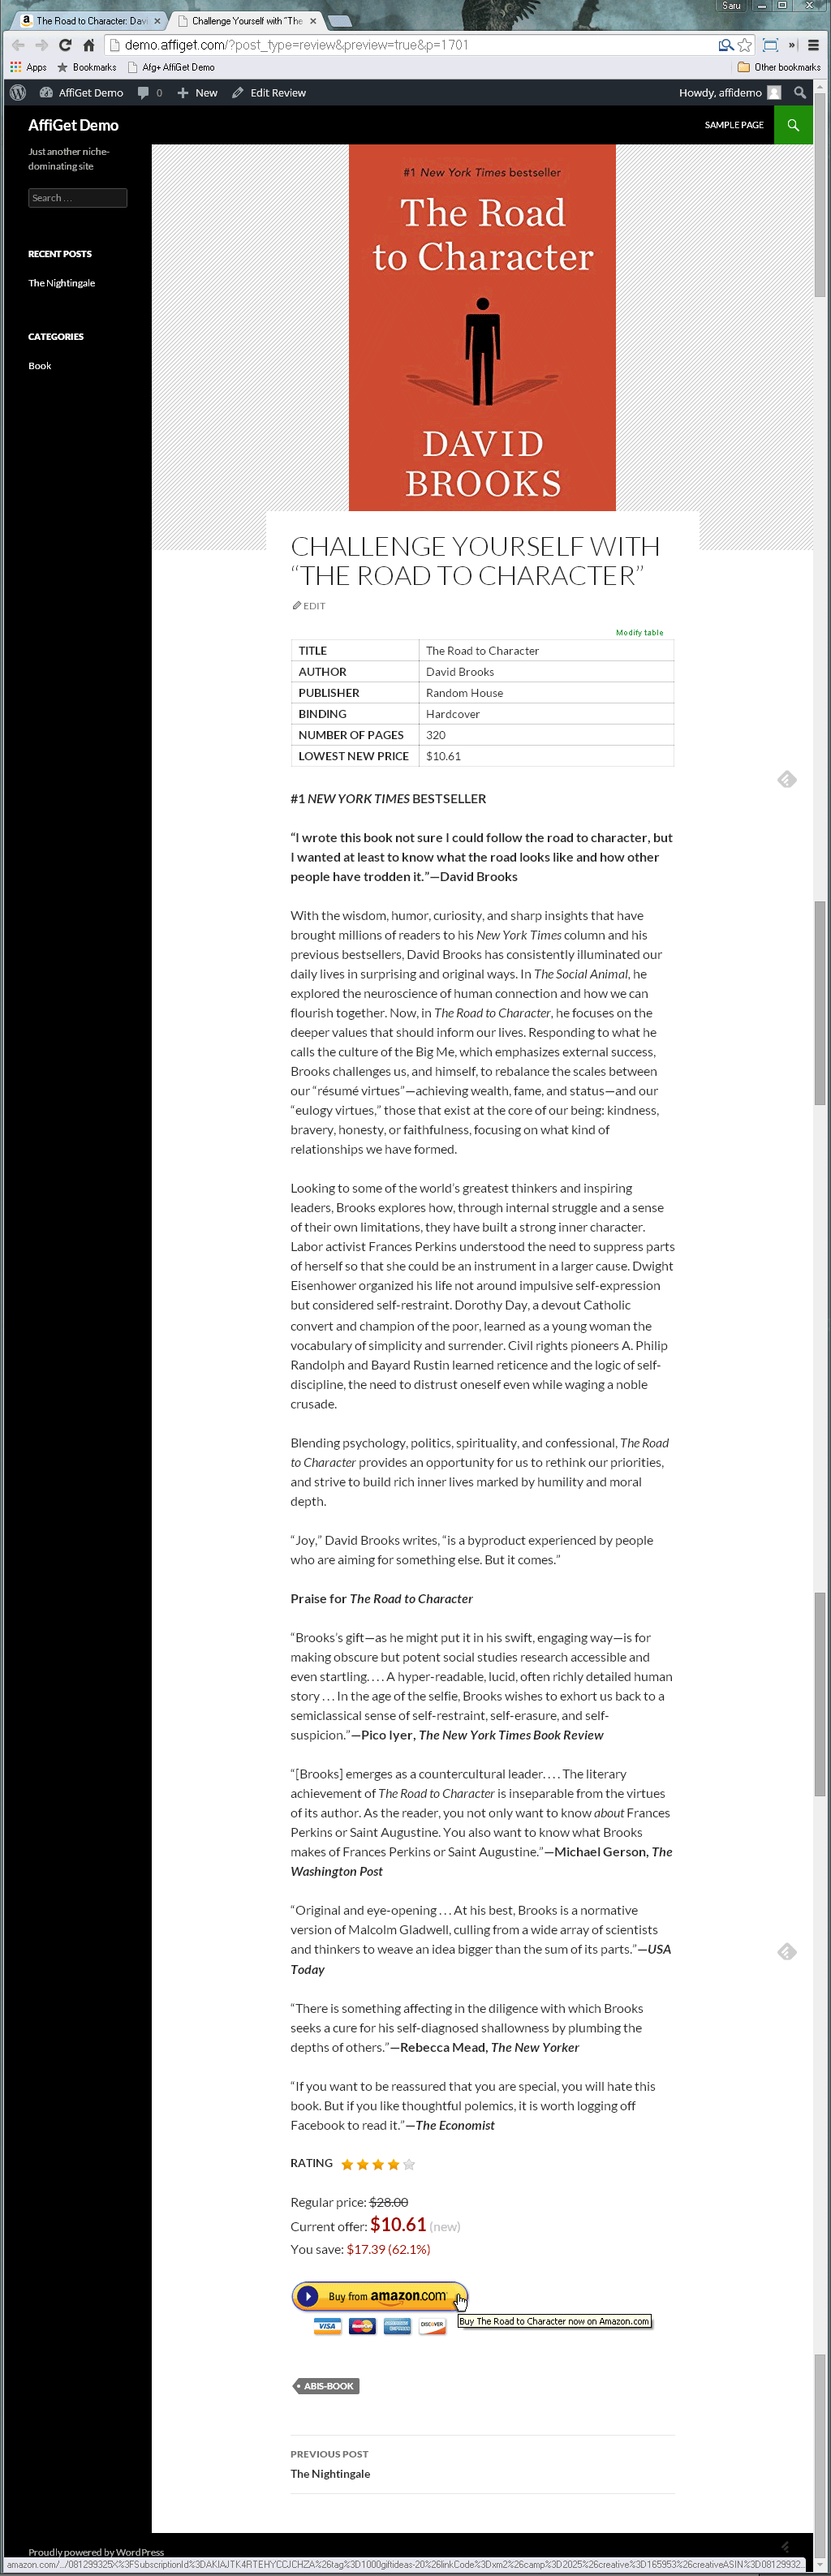 Saru
The Road to Character: Davi
Challenge Yourself with "The
demo.affiget.com/?post_type=review&preview=true&p=1701
Apps
Bookmarks
Afg+ AffiGet Demo
Other bookmarks
AffiGet Demo
0
New
Edit Review
Howdy, affidemo
AffiGet Demo
SAMPLE PAGE
Just another niche-
dominating site
Search …
RECENT POSTS
The Nightingale
CATEGORIES
Book
#1 New York Times bestseller
The Road
to Character
DAVID
BROOKS
CHALLENGE YOURSELF WITH
“THE ROAD TO CHARACTER”
EDIT
Modify table
TITLE The Road to Character
AUTHOR David Brooks
PUBLISHER Random House
BINDING Hardcover
NUMBER OF PAGES 320
LOWEST NEW PRICE $10.61
#1 NEW YORK TIMES BESTSELLER
“I wrote this book not sure I could follow the road to character, but
I wanted at least to know what the road looks like and how other
people have trodden it.”—David Brooks
With the wisdom, humor, curiosity, and sharp insights that have
brought millions of readers to his New York Times column and his
previous bestsellers, David Brooks has consistently illuminated our
daily lives in surprising and original ways. In The Social Animal, he
explored the neuroscience of human connection and how we can
flourish together. Now, in The Road to Character, he focuses on the
deeper values that should inform our lives. Responding to what he
calls the culture of the Big Me, which emphasizes external success,
Brooks challenges us, and himself, to rebalance the scales between
our “résumé virtues”—achieving wealth, fame, and status—and our
“eulogy virtues,” those that exist at the core of our being: kindness,
bravery, honesty, or faithfulness, focusing on what kind of
relationships we have formed.
Looking to some of the world’s greatest thinkers and inspiring
leaders, Brooks explores how, through internal struggle and a sense
of their own limitations, they have built a strong inner character.
Labor activist Frances Perkins understood the need to suppress parts
of herself so that she could be an instrument in a larger cause. Dwight
Eisenhower organized his life not around impulsive self-expression
but considered self-restraint. Dorothy Day, a devout Catholic
convert and champion of the poor, learned as a young woman the
vocabulary of simplicity and surrender. Civil rights pioneers A. Philip
Randolph and Bayard Rustin learned reticence and the logic of self-
discipline, the need to distrust oneself even while waging a noble
crusade.
Blending psychology, politics, spirituality, and confessional, The Road
to Character provides an opportunity for us to rethink our priorities,
and strive to build rich inner lives marked by humility and moral
depth.
“Joy,” David Brooks writes, “is a byproduct experienced by people
who are aiming for something else. But it comes.”
Praise for The Road to Character
“Brooks’s gift—as he might put it in his swift, engaging way—is for
making obscure but potent social studies research accessible and
even startling. . . . A hyper-readable, lucid, often richly detailed human
story . . . In the age of the selfie, Brooks wishes to exhort us back to a
semiclassical sense of self-restraint, self-erasure, and self-
suspicion.”—Pico Iyer, The New York Times Book Review
“[Brooks] emerges as a countercultural leader. . . . The literary
achievement of The Road to Character is inseparable from the virtues
of its author. As the reader, you not only want to know about Frances
Perkins or Saint Augustine. You also want to know what Brooks
makes of Frances Perkins or Saint Augustine.”—Michael Gerson, The
Washington Post
“Original and eye-opening . . . At his best, Brooks is a normative
version of Malcolm Gladwell, culling from a wide array of scientists
and thinkers to weave an idea bigger than the sum of its parts.”—USA
Today
“There is something affecting in the diligence with which Brooks
seeks a cure for his self-diagnosed shallowness by plumbing the
depths of others.”—Rebecca Mead, The New Yorker
“If you want to be reassured that you are special, you will hate this
book. But if you like thoughtful polemics, it is worth logging off
Facebook to read it.”—The Economist
RATING
Regular price: $28.00
Current offer: $10.61 (new)
You save: $17.39 (62.1%)
Buy from amazon.com
VISA MasterCard DISCOVER
Buy The Road to Character now on Amazon.com
ABIS-BOOK
PREVIOUS POST
The Nightingale
Proudly powered by WordPress
amazon.com/.../081299325X%3FSubscriptionId%3DAKIAJTK4RTEHYCCJCHZA%26tag%3D1000giftideas-20%26linkCode%3Dxm2%26camp%3D2025%26creative%3D165953%26creativeASIN%3D08129932...